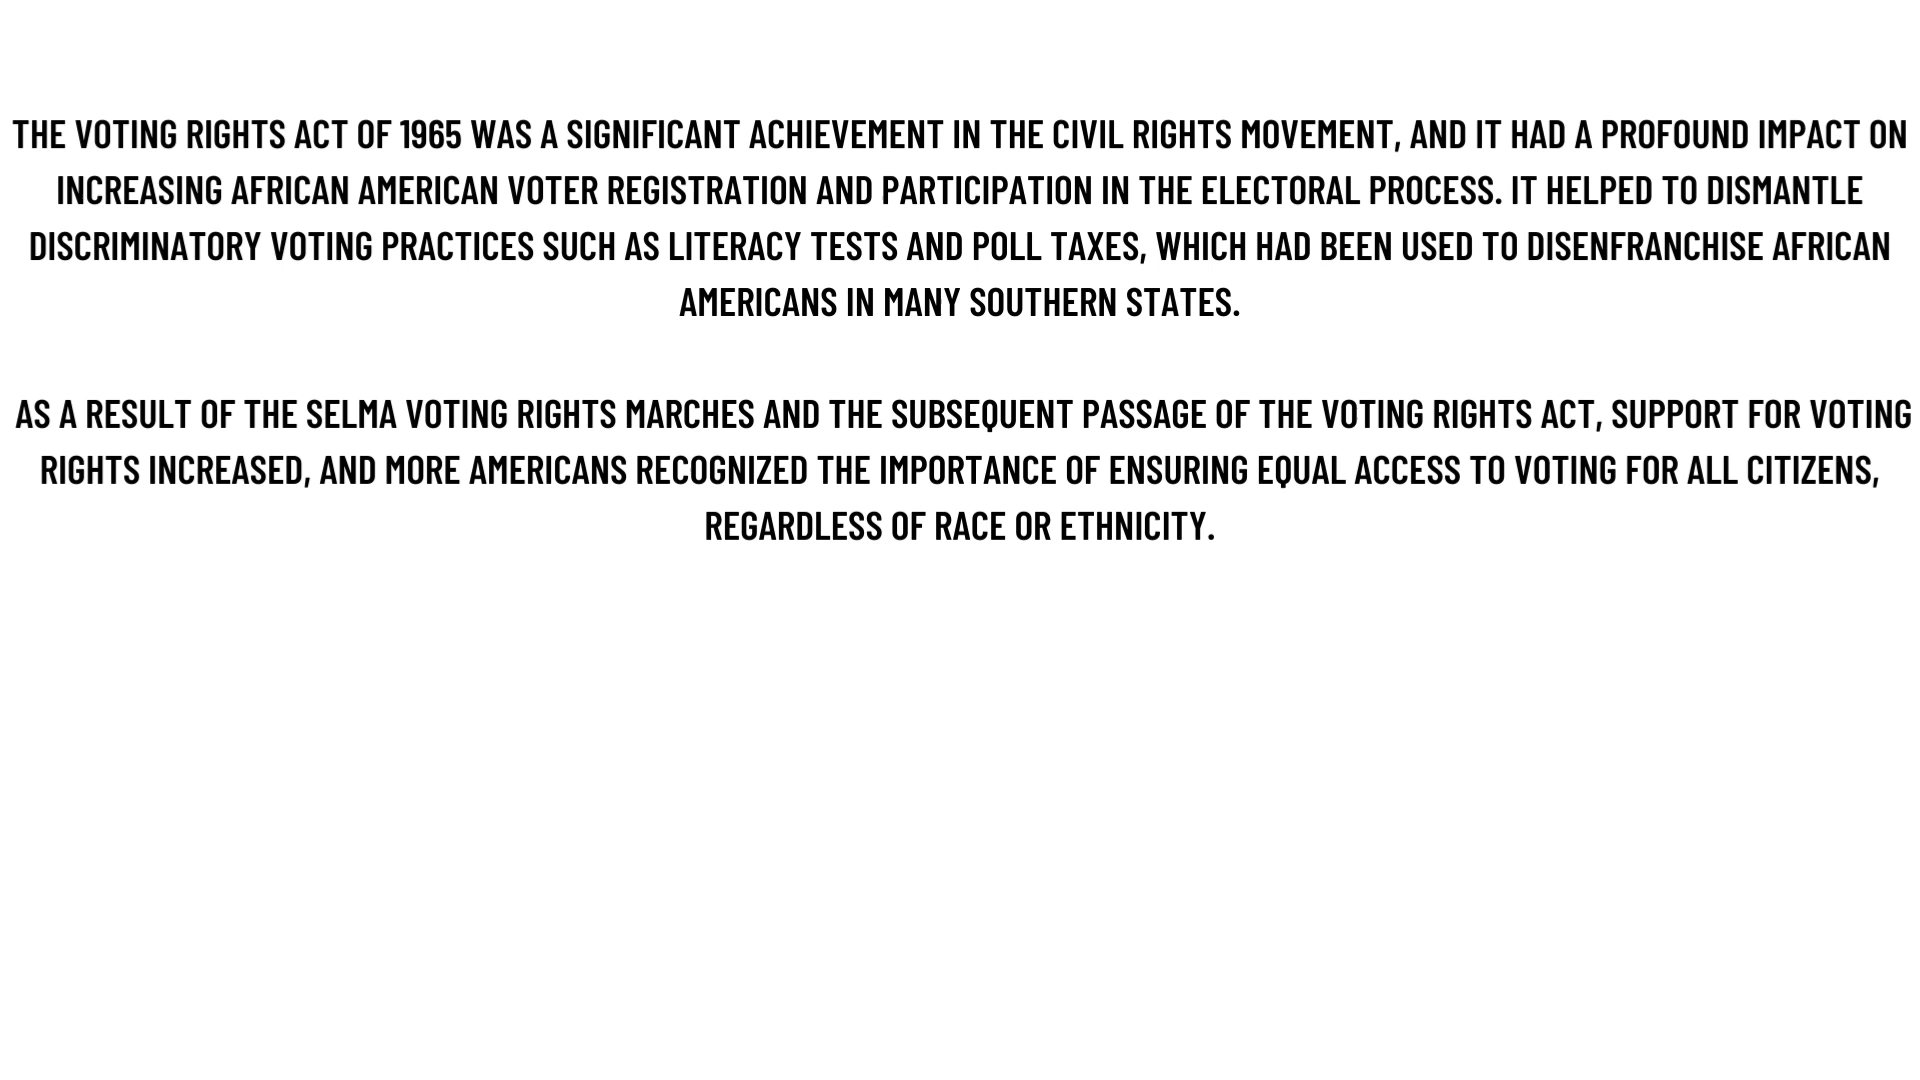 THE VOTING RIGHTS ACT OF 1965 WAS A SIGNIFICANT ACHIEVEMENT IN THE CIVIL RIGHTS MOVEMENT, AND IT HAD A PROFOUND IMPACT ON
INCREASING AFRICAN AMERICAN VOTER REGISTRATION AND PARTICIPATION IN THE ELECTORAL PROCESS. IT HELPED TO DISMANTLE
DISCRIMINATORY VOTING PRACTICES SUCH AS LITERACY TESTS AND POLL TAXES, WHICH HAD BEEN USED TO DISENFRANCHISE AFRICAN
AMERICANS IN MANY SOUTHERN STATES.
AS A RESULT OF THE SELMA VOTING RIGHTS MARCHES AND THE SUBSEQUENT PASSAGE OF THE VOTING RIGHTS ACT, SUPPORT FOR VOTING
RIGHTS INCREASED, AND MORE AMERICANS RECOGNIZED THE IMPORTANCE OF ENSURING EQUAL ACCESS TO VOTING FOR ALL CITIZENS,
REGARDLESS OF RACE OR ETHNICITY.